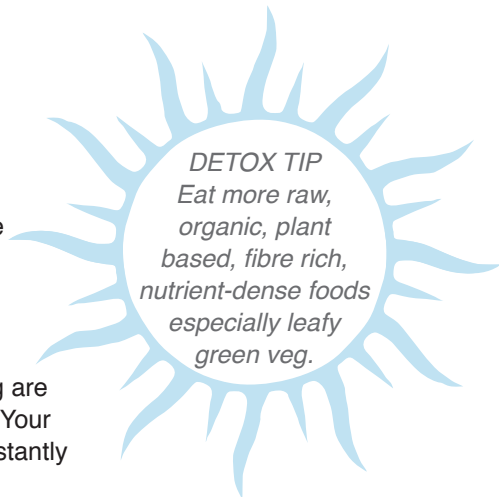 DETOX TIP
Eat more raw,
organic, plant
based, fibre rich,
nutrient-dense foods
especially leafy
green veg.
are
Your